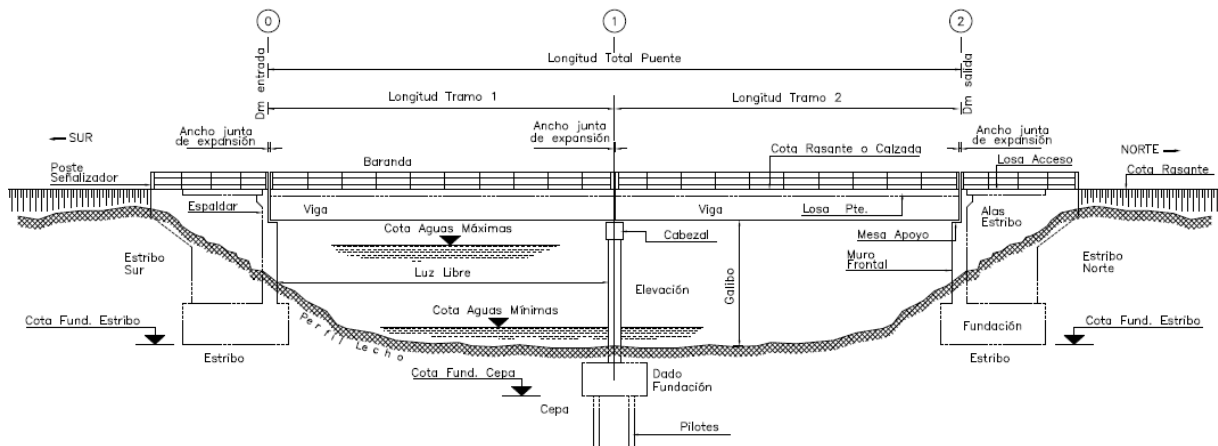 0
1
2
Longitud Total Puente
Dm entrada
Dm salida
Longitud Tramo 1
Longitud Tramo 2
Ancho junta
de expansión
Ancho junta
de expansión
Ancho junta
de expansión
SUR
NORTE
Poste
Señalizador
Baranda
Cota Rasante o Calzada
Losa Acceso
Cota Rasante
Espaldar
Viga
Viga
Losa Pte.
Alas
Estribo
Cota Aguas Máximas
Cabezal
Mesa Apoyo
Estribo
Sur
Luz Libre
Elevación
Galibo
Muro
Frontal
Estribo
Norte
Cota Aguas Mínimas
Cota Fund. Estribo
Perfil Lecho
Fundación
Cota Fund. Estribo
Estribo
Estribo
Cota Fund. Cepa
Dado
Fundación
Cepa
Pilotes